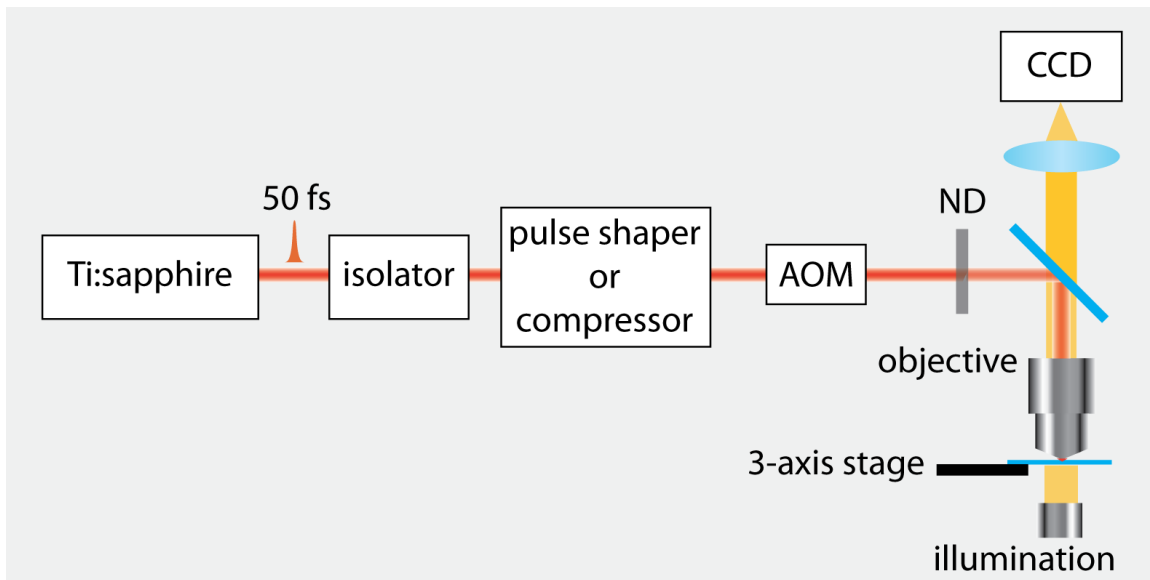 CCD
50 fs
ND
Ti:sapphire
isolator
pulse shaper
or
compressor
AOM
objective
3-axis stage
illumination